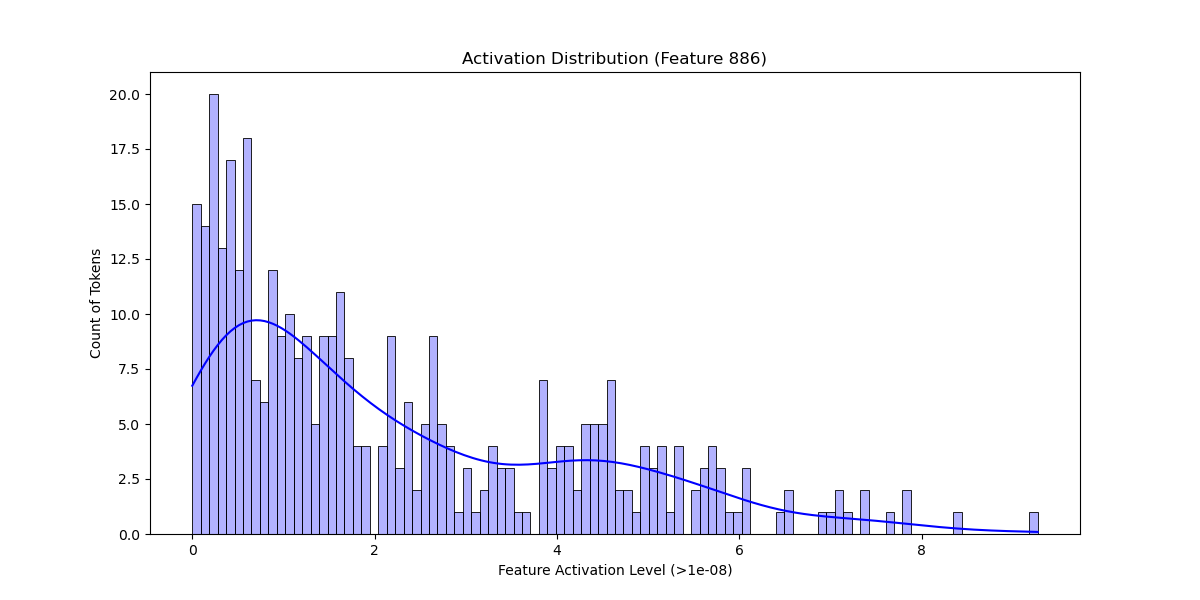 Activation Distribution (Feature 886)
20.0
17.5
15.0
12.5
10.0
7.5
5.0
2.5
0.0
Count of Tokens
0 2 4 6 8
Feature Activation Level (>1e-08)